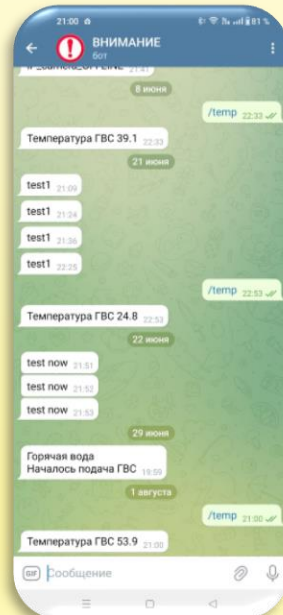 21:00
81 %
ВНИМАНИЕ
бот
IP_camera_OFFLINE 21:41
8 июня
/temp 22:33
Температура ГВС 39.1 22:33
21 июня
test1 21:09
test1 21:24
test1 21:36
test1 22:25
/temp 22:53
Температура ГВС 24.8 22:53
22 июня
test now 21:51
test now 21:52
test now 21:53
29 июня
Горячая вода
Началось подача ГВС 19:59
1 августа
/temp 21:00
Температура ГВС 53.9 21:00
GIF Сообщение